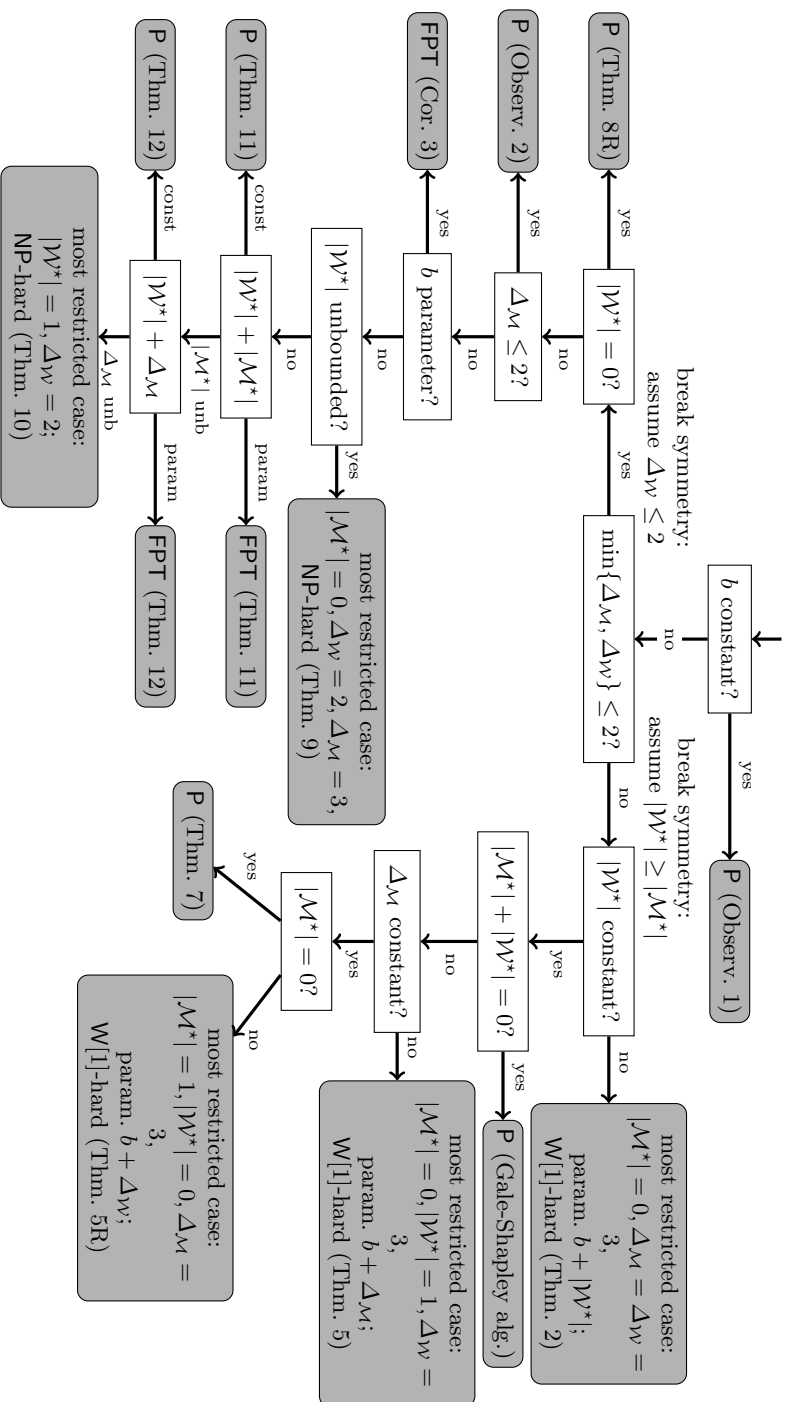 b constant?
yes
P (Observ. 1)
no
min{Δ_M, Δ_W} ≤ 2?
break symmetry:
assume Δ_W ≤ 2
yes
break symmetry:
assume |W*| ≥ |M*|
no
|W*| = 0?
yes
P (Thm. 8R)
no
Δ_M ≤ 2?
yes
P (Observ. 2)
no
b parameter?
yes
FPT (Cor. 3)
no
|W*| unbounded?
yes
most restricted case:
|M*| = 0, Δ_W = 2, Δ_M = 3,
NP-hard (Thm. 9)
no
|W*| + |M*|
const
P (Thm. 11)
param
FPT (Thm. 11)
|M*| unb
|W*| + Δ_M
const
P (Thm. 12)
param
FPT (Thm. 12)
Δ_M unb
most restricted case:
|W*| = 1, Δ_W = 2;
NP-hard (Thm. 10)
|W*| constant?
no
most restricted case:
|M*| = 0, Δ_M = Δ_W =
3,
param. b + |W*|;
W[1]-hard (Thm. 2)
yes
|M*| + |W*| = 0?
yes
P (Gale-Shapley alg.)
no
Δ_M constant?
no
most restricted case:
|M*| = 0, |W*| = 1, Δ_W =
3,
param. b + Δ_M;
W[1]-hard (Thm. 5)
yes
|M*| = 0?
yes
P (Thm. 7)
no
most restricted case:
|M*| = 1, |W*| = 0, Δ_M =
3,
param. b + Δ_W;
W[1]-hard (Thm. 5R)